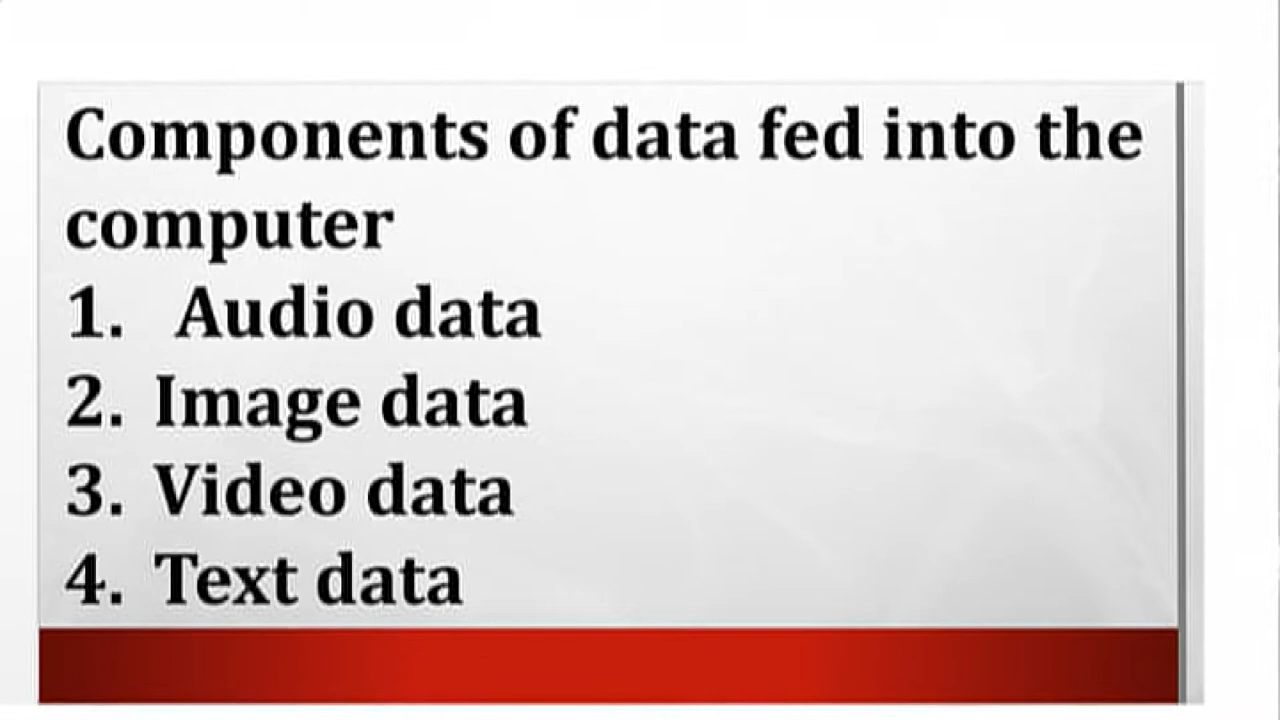 Components of data fed into the
computer
1. Audio data
2. Image data
3. Video data
4. Text data